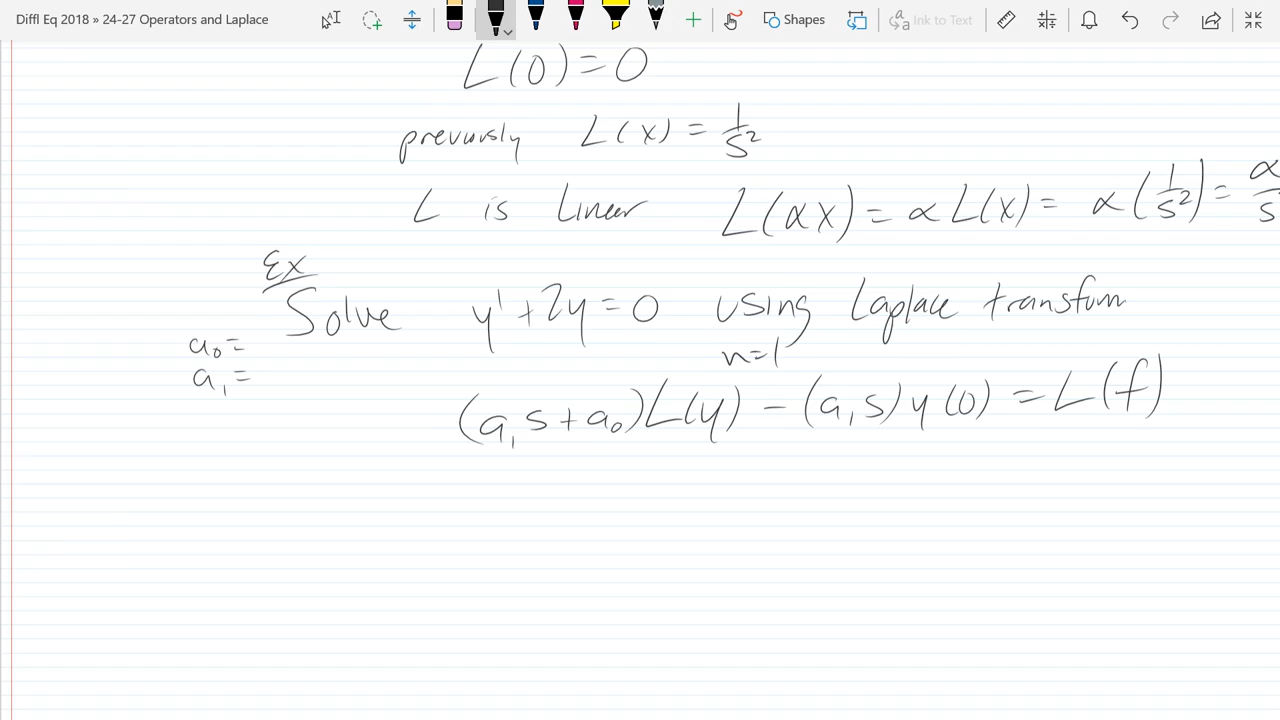 Diffl Eq 2018 » 24-27 Operators and Laplace Shapes Link to Text
L(0) = 0
previously L(x) = 1/s²
L is Linear L(αx) = αL(x) = α(1/s²) = α/s
Ex
Solve y' + 2y = 0 using Laplace transform
a₀ =
n=1
a₁ =
(a₁s + a₀)L(y) - (a₁s)y(0) = L(f)